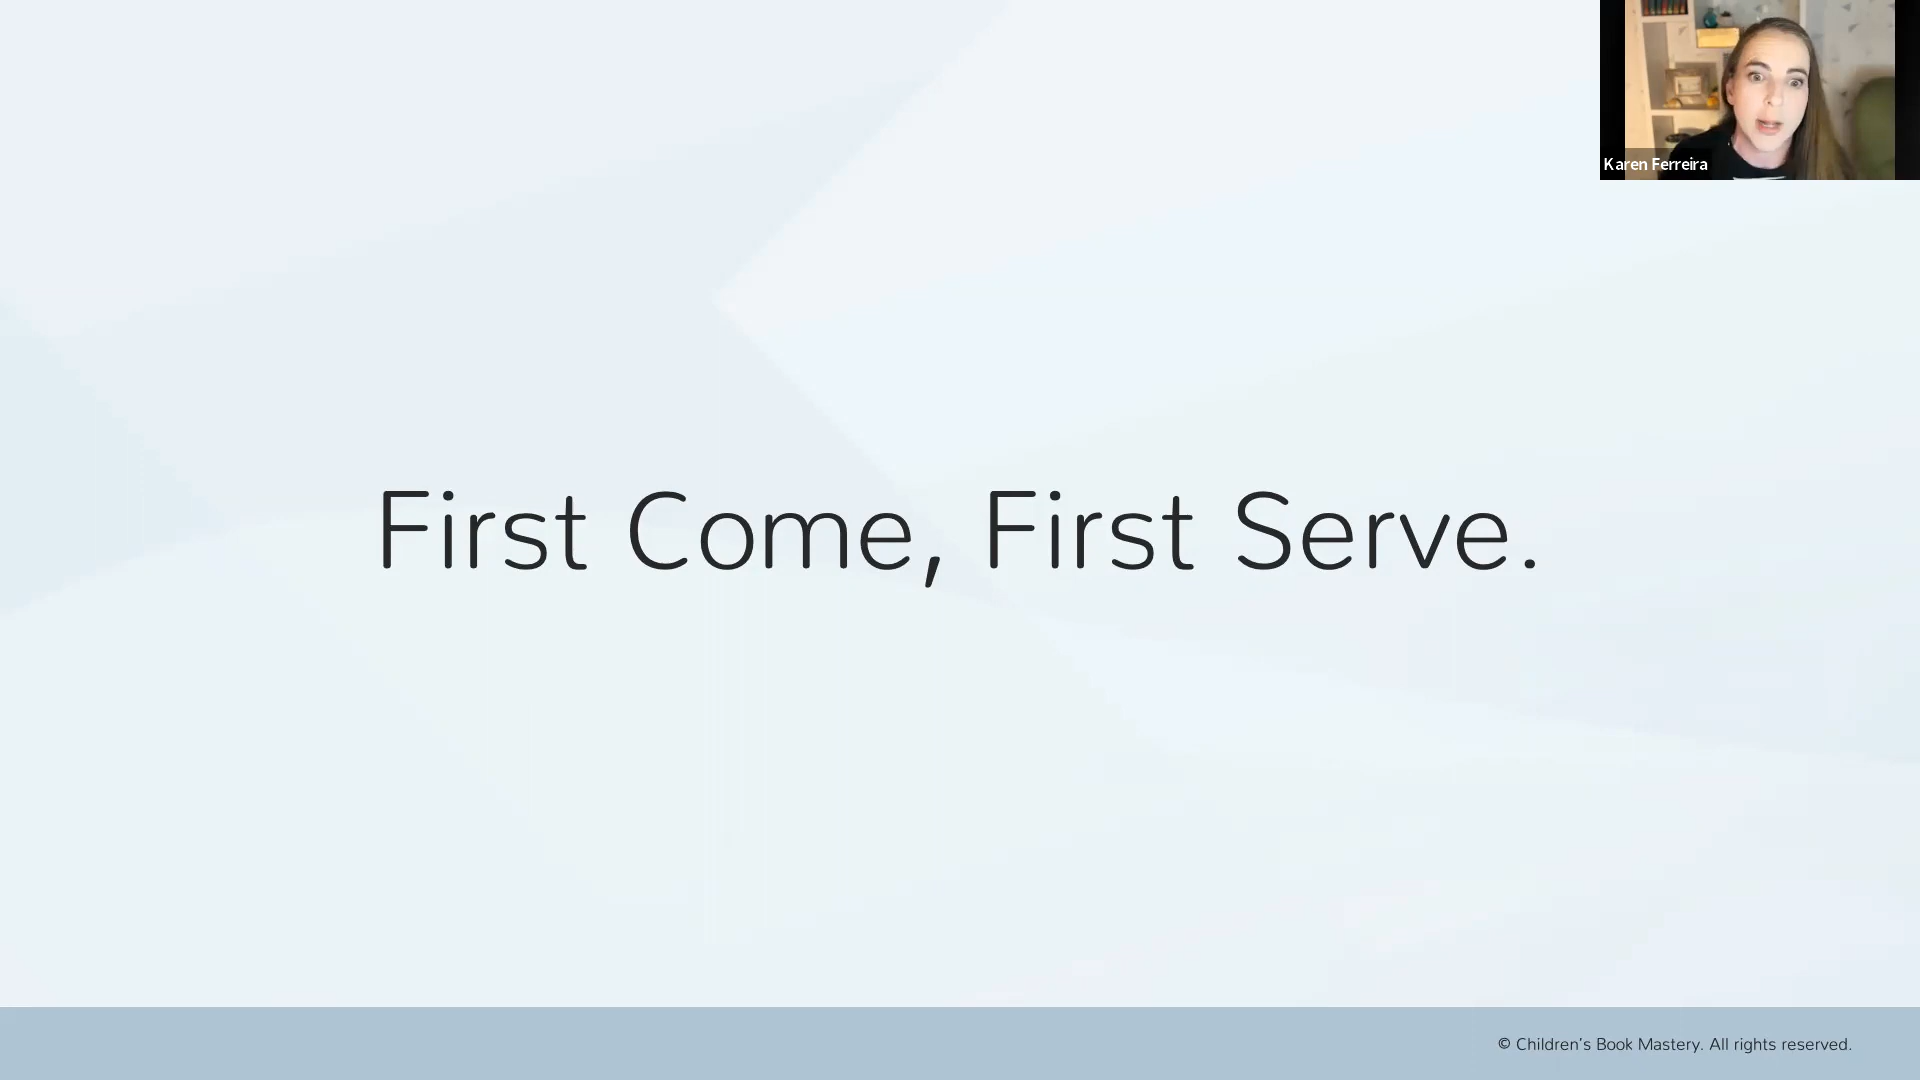 Karen Ferreira
First Come, First Serve.
© Children's Book Mastery. All rights reserved.